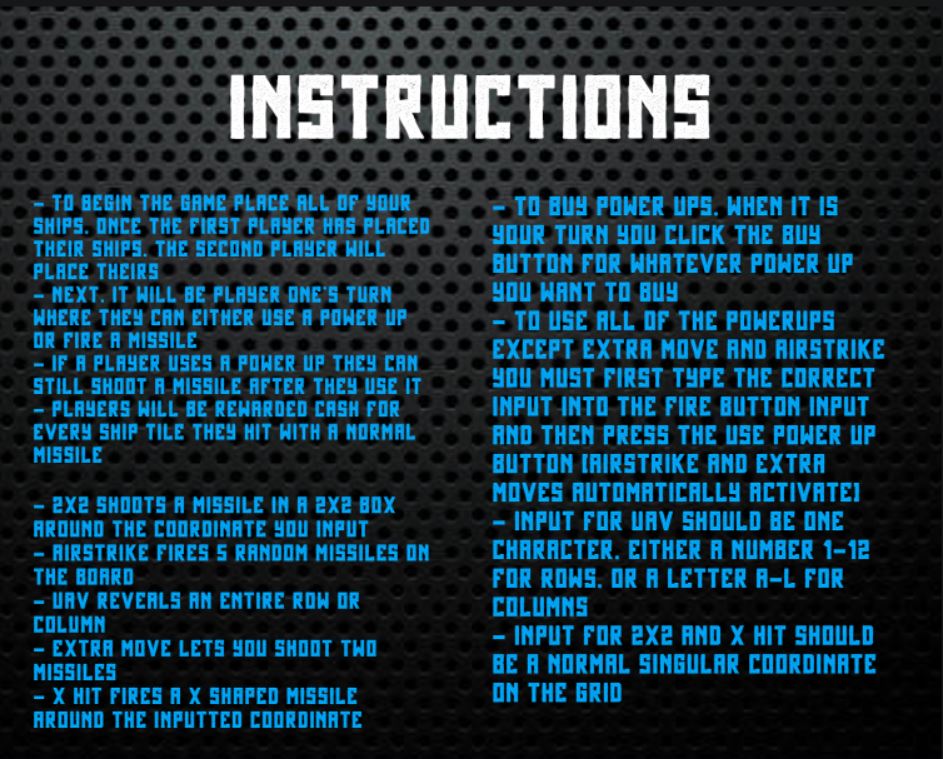 INSTRUCTIONS
- TO BEGIN THE GAME PLACE ALL OF YOUR
SHIPS. ONCE THE FIRST PLAYER HAS PLACED
THEIR SHIPS. THE SECOND PLAYER WILL
PLACE THEIRS
- NEXT. IT WILL BE PLAYER ONE'S TURN
WHERE THEY CAN EITHER USE A POWER UP
OR FIRE A MISSILE
- IF A PLAYER USES A POWER UP THEY CAN
STILL SHOOT A MISSILE AFTER THEY USE IT
- PLAYERS WILL BE REWARDED CASH FOR
EVERY SHIP TILE THEY HIT WITH A NORMAL
MISSILE
- 2X2 SHOOTS A MISSILE IN A 2X2 BOX
AROUND THE COORDINATE YOU INPUT
- AIRSTRIKE FIRES 5 RANDOM MISSILES ON
THE BOARD
- UAV REVEALS AN ENTIRE ROW OR
COLUMN
- EXTRA MOVE LETS YOU SHOOT TWO
MISSILES
- X HIT FIRES A X SHAPED MISSILE
AROUND THE INPUTTED COORDINATE
- TO BUY POWER UPS. WHEN IT IS
YOUR TURN YOU CLICK THE BUY
BUTTON FOR WHATEVER POWER UP
YOU WANT TO BUY
- TO USE ALL OF THE POWERUPS
EXCEPT EXTRA MOVE AND AIRSTRIKE
YOU MUST FIRST TYPE THE CORRECT
INPUT INTO THE FIRE BUTTON INPUT
AND THEN PRESS THE USE POWER UP
BUTTON [AIRSTRIKE AND EXTRA
MOVES AUTOMATICALLY ACTIVATE]
- INPUT FOR UAV SHOULD BE ONE
CHARACTER. EITHER A NUMBER 1-12
FOR ROWS. OR A LETTER A-L FOR
COLUMNS
- INPUT FOR 2X2 AND X HIT SHOULD
BE A NORMAL SINGULAR COORDINATE
ON THE GRID